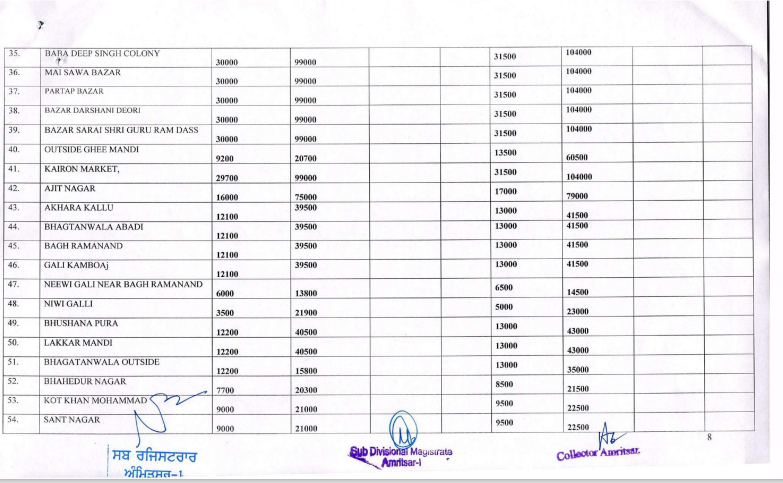 35. BABA DEEP SINGH COLONY 30000 99000 31500 104000
36. MAI SAWA BAZAR 30000 99000 31500 104000
37. PARTAP BAZAR 30000 99000 31500 104000
38. BAZAR DARSHANI DEORI 30000 99000 31500 104000
39. BAZAR SARAI SHRI GURU RAM DASS 30000 99000 31500 104000
40. OUTSIDE GHEE MANDI 9200 20700 13500 60500
41. KAIRON MARKET, 29700 99000 31500 104000
42. AJIT NAGAR 16000 75000 17000 79000
43. AKHARA KALLU 12100 39500 13000 41500
44. BHAGTANWALA ABADI 12100 39500 13000 41500
45. BAGH RAMANAND 12100 39500 13000 41500
46. GALI KAMBOAj 12100 39500 13000 41500
47. NEEWI GALI NEAR BAGH RAMANAND 6000 13800 6500 14500
48. NIWI GALLI 3500 21900 5000 23000
49. BHUSHANA PURA 12200 40500 13000 43000
50. LAKKAR MANDI 12200 40500 13000 43000
51. BHAGATANWALA OUTSIDE 12200 15800 13000 35000
52. BHAHEDUR NAGAR 7700 20300 8500 21500
53. KOT KHAN MOHAMMAD 9000 21000 9500 22500
54. SANT NAGAR 9000 21000 9500 22500
8
ਸਬ ਰਜਿਸਟਰਾਰ
ਅੰਮ੍ਰਿਤਸਰ-1
Sub Divisional Magistrate
Amritsar-I
Collector Amritsar.